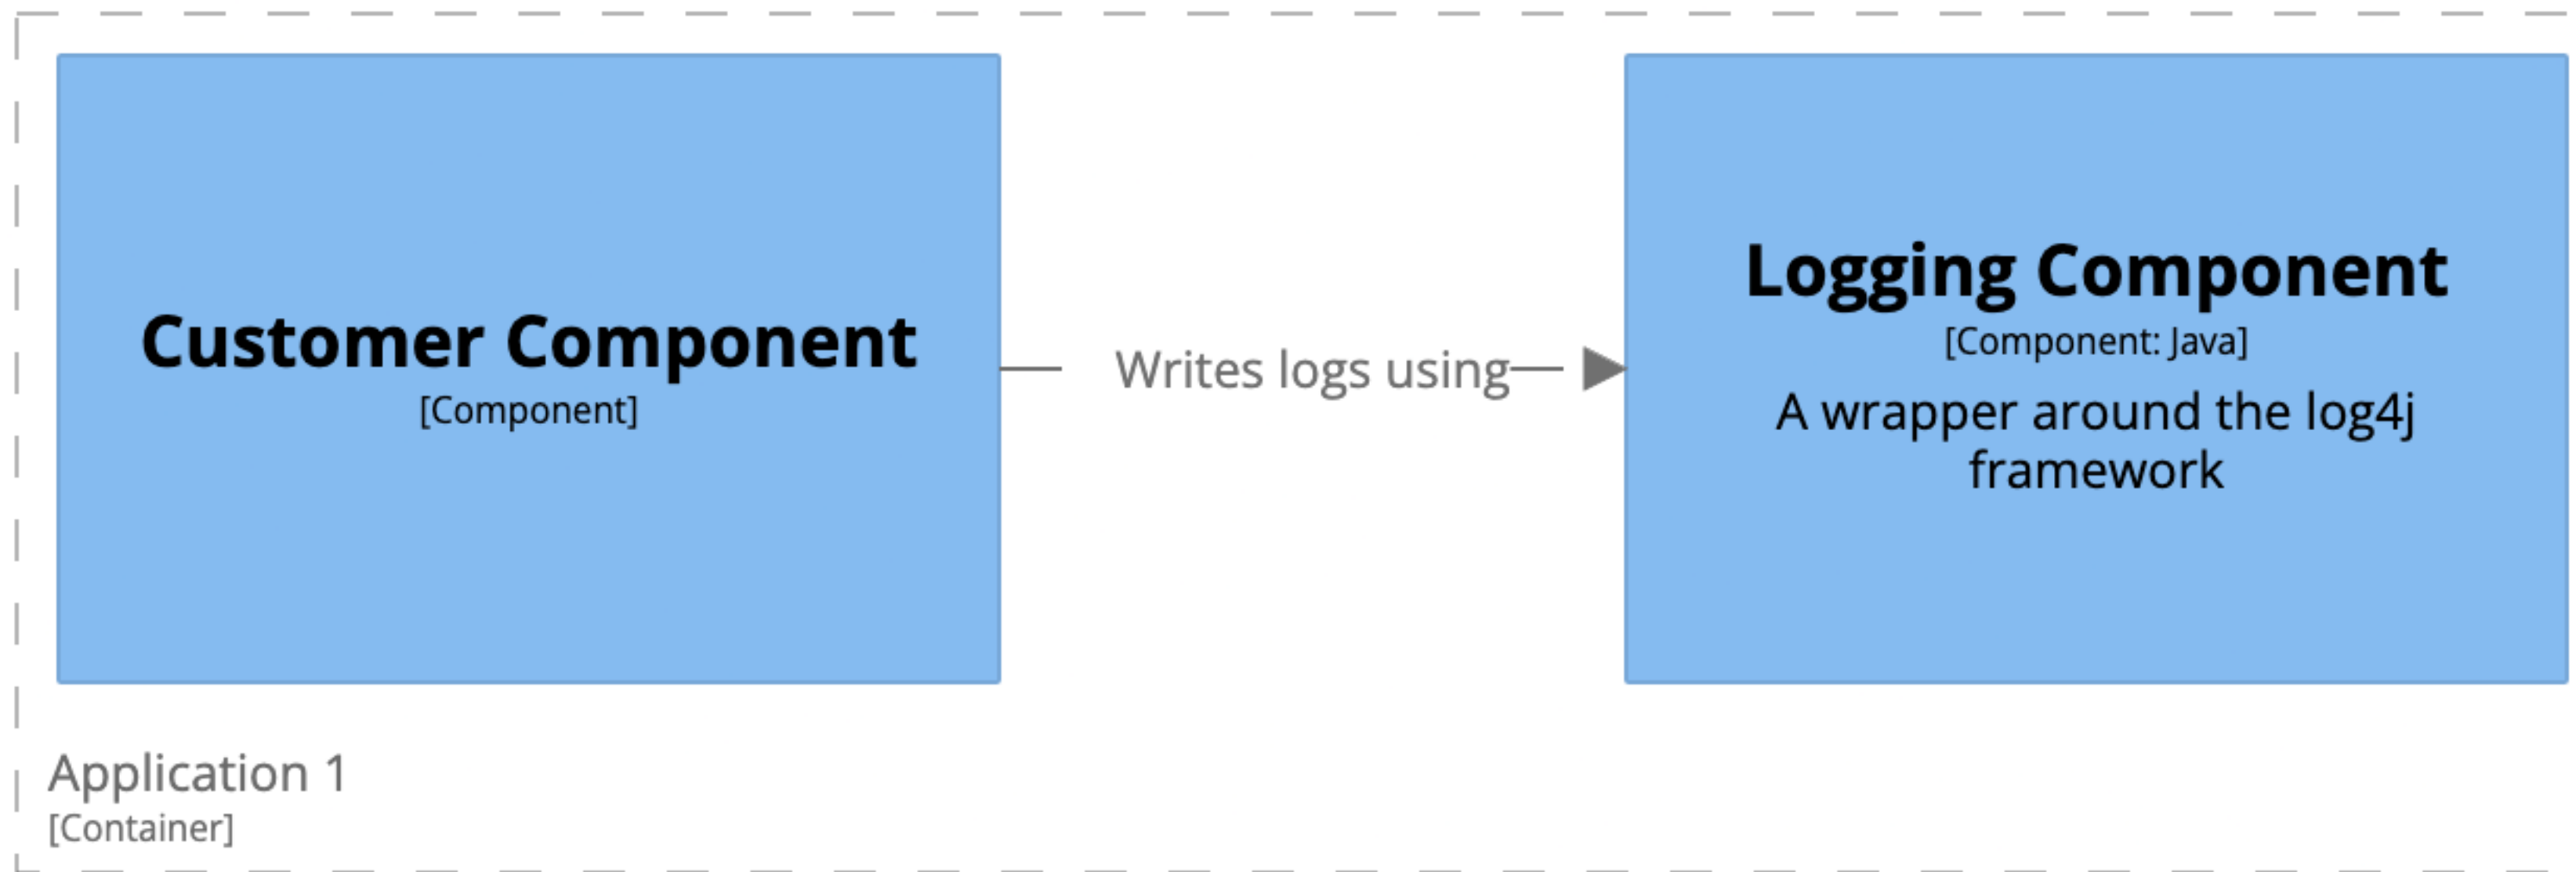 Customer Component
[Component]
Writes logs using
Logging Component
[Component: Java]
A wrapper around the log4j
framework
Application 1
[Container]